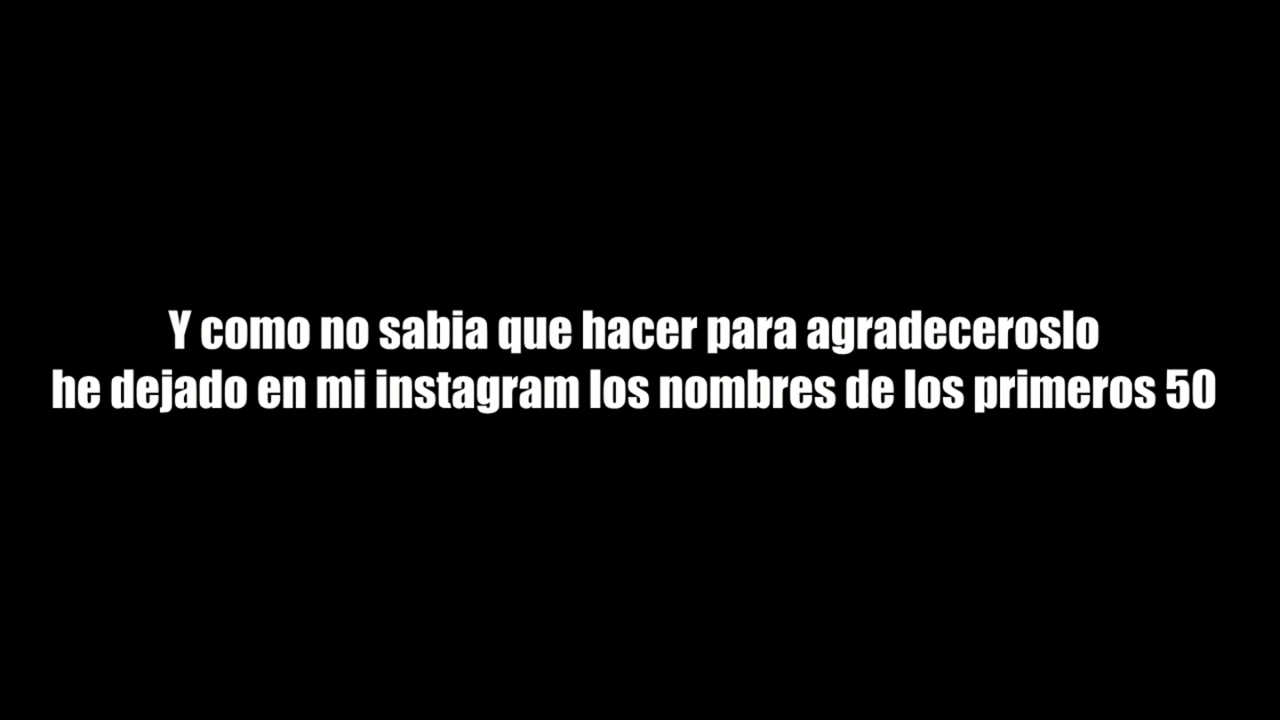 Y como no sabia que hacer para agradeceroslo
he dejado en mi instagram los nombres de los primeros 50